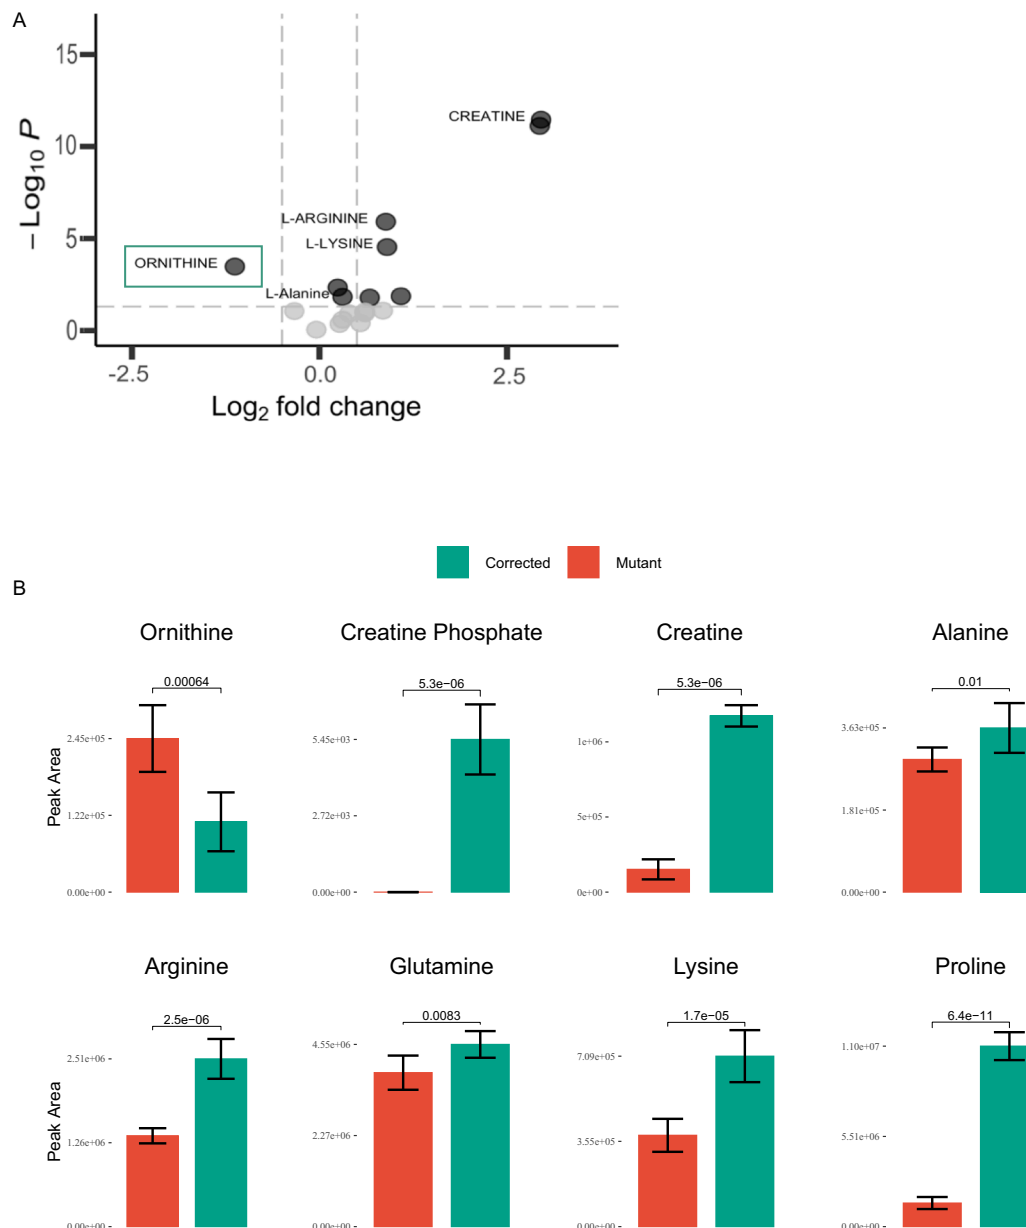 A
15
10
5
0
− Log10 P
CREATINE
L-ARGININE
L-LYSINE
ORNITHINE
L-Alanine
-2.5 0.0 2.5
Log2 fold change
Corrected Mutant
B
Ornithine Creatine Phosphate Creatine Alanine
0.00064 5.3e−06 5.3e−06 0.01
Peak Area
2.45e+05
1.22e+05
0.00e+00
5.45e+03
2.72e+03
0.00e+00
1e+06
5e+05
0e+00
3.63e+05
1.81e+05
0.00e+00
Arginine Glutamine Lysine Proline
2.5e−06 0.0083 1.7e−05 6.4e−11
Peak Area
2.51e+06
1.26e+06
0.00e+00
4.55e+06
2.27e+06
0.00e+00
7.09e+05
3.55e+05
0.00e+00
1.10e+07
5.51e+06
0.00e+00